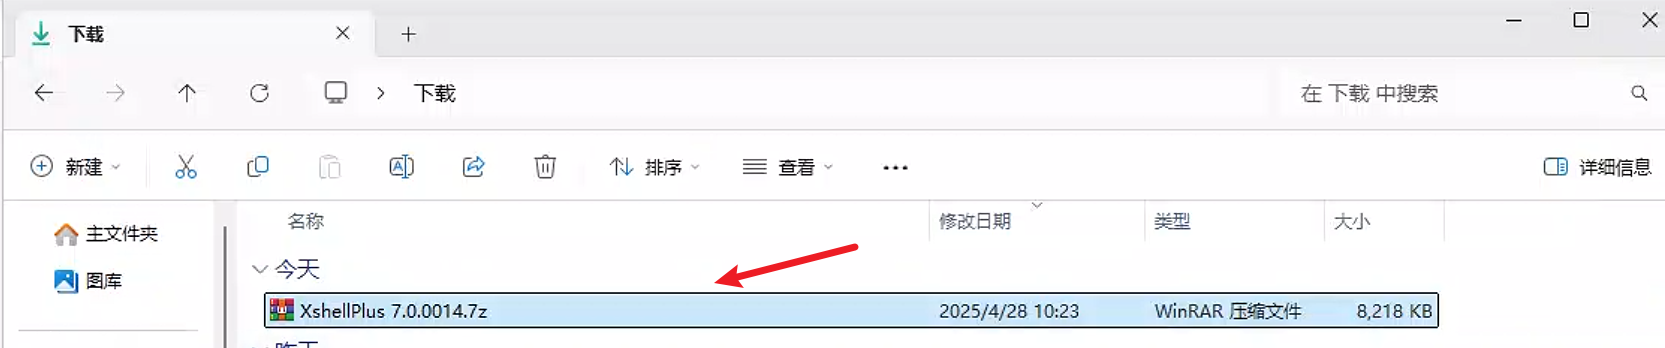 下载
下载
在 下载 中搜索
新建
排序
查看
详细信息
主文件夹
图库
名称 修改日期 类型 大小
今天
XshellPlus 7.0.0014.7z 2025/4/28 10:23 WinRAR 压缩文件 8,218 KB